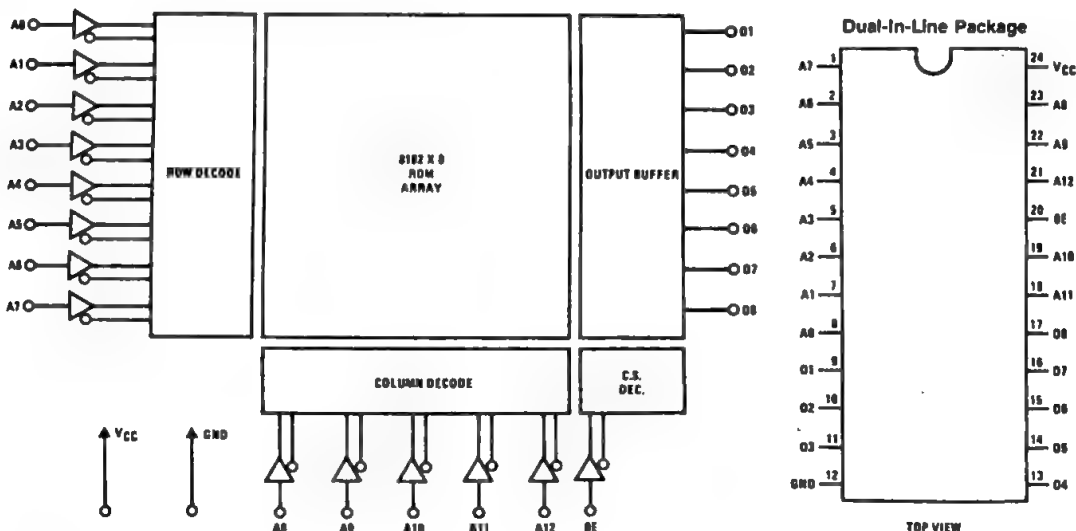 A0
A1
A2
A3
A4
A5
A6
A7
ROW DECODE
8192 X 8
ROM
ARRAY
OUTPUT BUFFER
O1
O2
O3
O4
O5
O6
O7
O8
COLUMN DECODE
C.S.
DEC.
VCC
GND
A8
A9
A10
A11
A12
OE
Dual-In-Line Package
A7 1
A6 2
A5 3
A4 4
A3 5
A2 6
A1 7
A0 8
O1 9
O2 10
O3 11
GND 12
24 VCC
23 A8
22 A9
21 A12
20 OE
19 A10
18 A11
17 O8
16 O7
15 O6
14 O5
13 O4
TOP VIEW